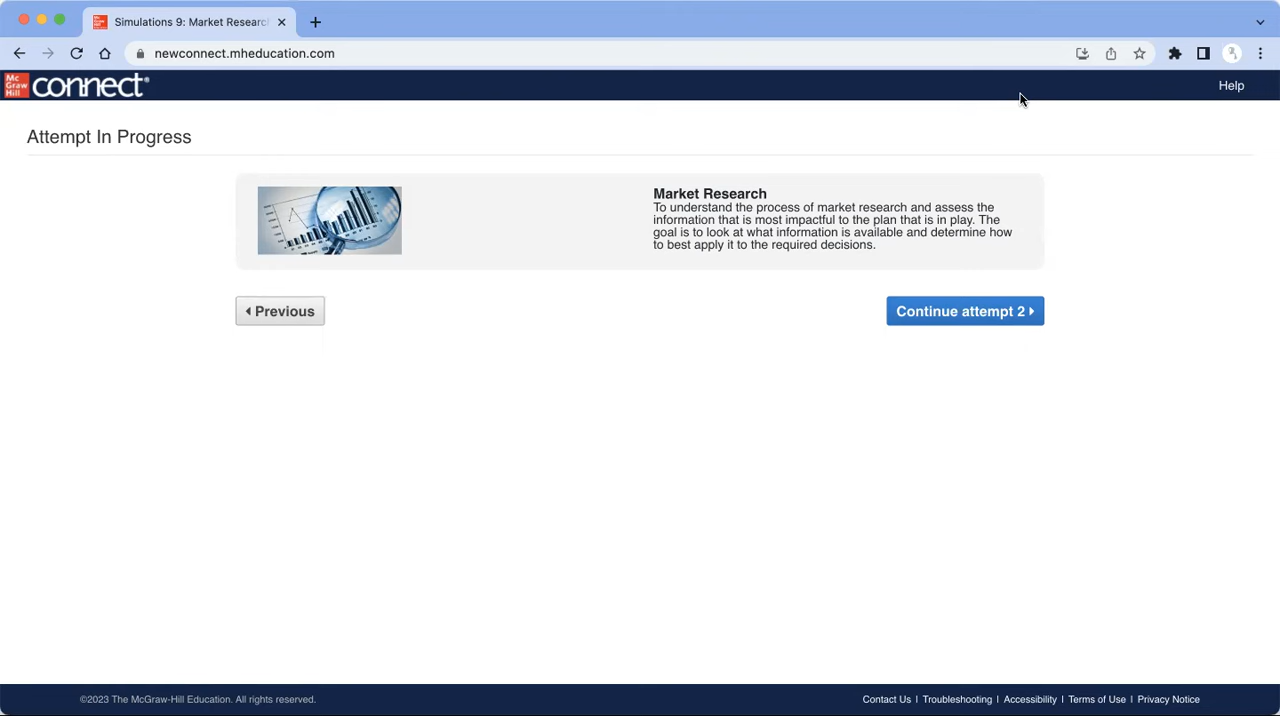 Simulations 9: Market Research
newconnect.mheducation.com
Mc Graw Hill connect
Help
Attempt In Progress
Market Research
To understand the process of market research and assess the
information that is most impactful to the plan that is in play. The
goal is to look at what information is available and determine how
to best apply it to the required decisions.
Previous
Continue attempt 2
©2023 The McGraw-Hill Education. All rights reserved.
Contact Us | Troubleshooting | Accessibility | Terms of Use | Privacy Notice